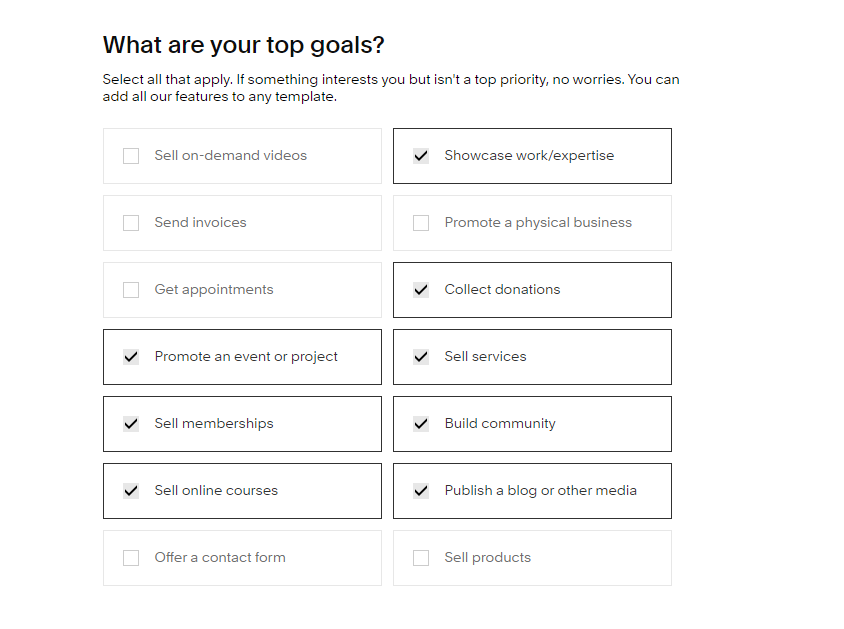 What are your top goals?
Select all that apply. If something interests you but isn't a top priority, no worries. You can
add all our features to any template.
Sell on-demand videos
Showcase work/expertise
Send invoices
Promote a physical business
Get appointments
Collect donations
Promote an event or project
Sell services
Sell memberships
Build community
Sell online courses
Publish a blog or other media
Offer a contact form
Sell products